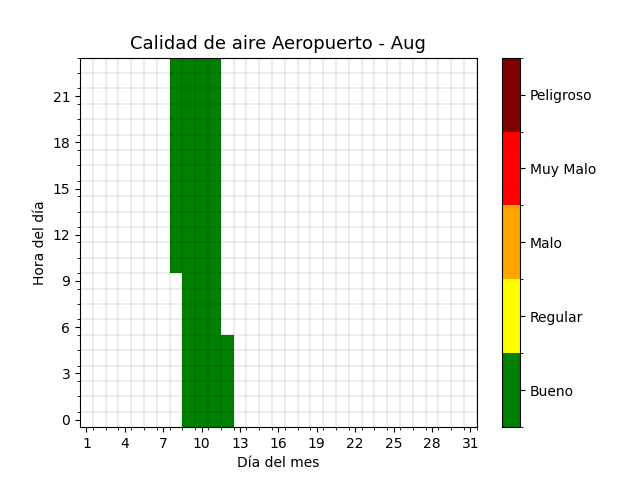 Calidad de aire Aeropuerto - Aug
Hora del día
21
18
15
12
9
6
3
0
1 4 7 10 13 16 19 22 25 28 31
Día del mes
Peligroso
Muy Malo
Malo
Regular
Bueno